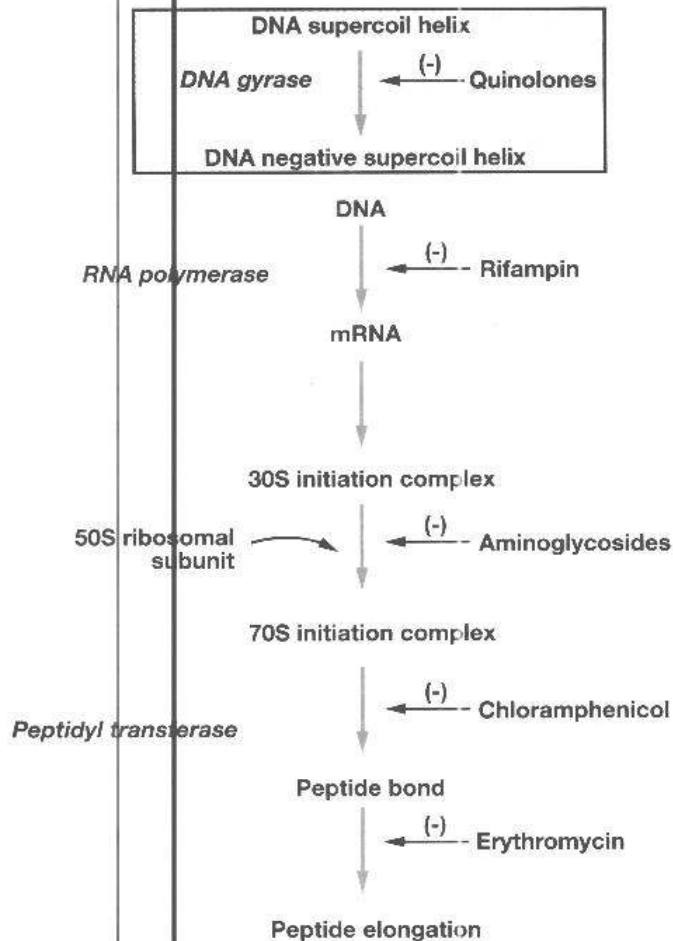 DNA supercoil helix
DNA gyrase
(-)
Quinolones
DNA negative supercoil helix
DNA
RNA polymerase
(-)
Rifampin
mRNA
30S initiation complex
50S ribosomal
subunit
(-)
Aminoglycosides
70S initiation complex
Peptidyl transferase
(-)
Chloramphenicol
Peptide bond
(-)
Erythromycin
Peptide elongation